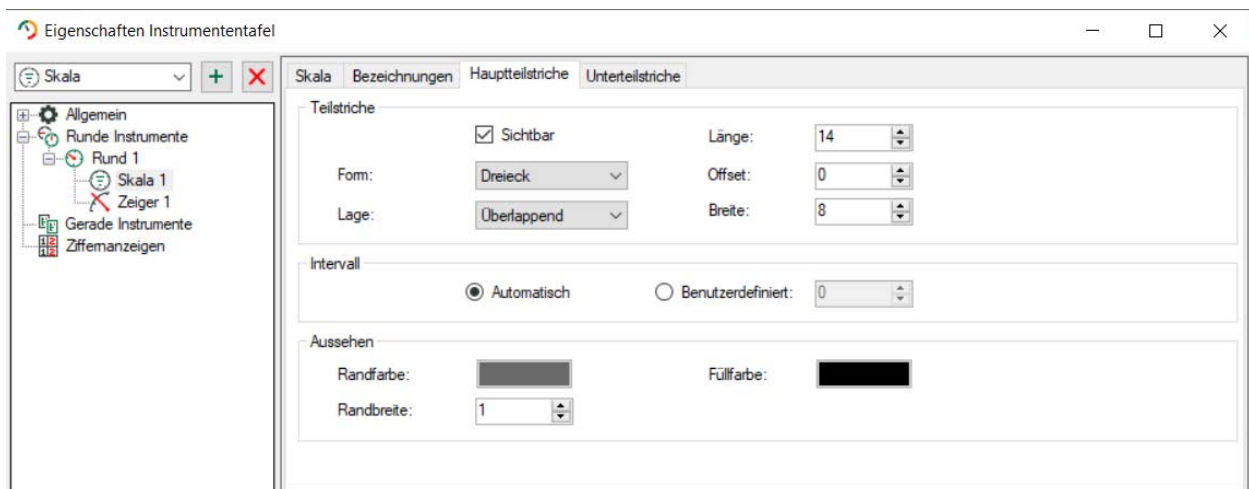 Eigenschaften Instrumententafel
Skala
Skala Bezeichnungen Hauptteilstriche Unterteilstriche
Allgemein
Runde Instrumente
Rund 1
Skala 1
Zeiger 1
Gerade Instrumente
Ziffernanzeigen
Teilstriche
Sichtbar Länge: 14
Form: Dreieck Offset: 0
Lage: Überlappend Breite: 8
Intervall
Automatisch Benutzerdefiniert: 0
Aussehen
Randfarbe: Füllfarbe:
Randbreite: 1